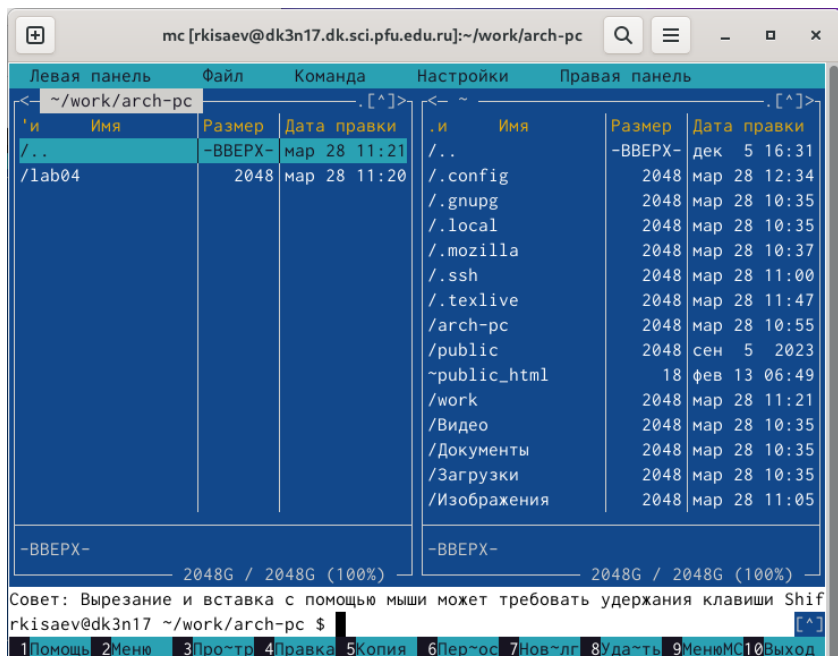 mc [rkisaev@dk3n17.dk.sci.pfu.edu.ru]:~/work/arch-pc
Левая панель Файл Команда Настройки Правая панель
<— ~/work/arch-pc .[^]>
'и Имя Размер Дата правки
/.. -ВВЕРХ- мар 28 11:21
/lab04 2048 мар 28 11:20
-ВВЕРХ-
2048G / 2048G (100%)
<— ~ .[^]>
.и Имя Размер Дата правки
/.. -ВВЕРХ- дек 5 16:31
/.config 2048 мар 28 12:34
/.gnupg 2048 мар 28 10:35
/.local 2048 мар 28 10:35
/.mozilla 2048 мар 28 10:37
/.ssh 2048 мар 28 11:00
/.texlive 2048 мар 28 11:47
/arch-pc 2048 мар 28 10:55
/public 2048 сен 5 2023
~public_html 18 фев 13 06:49
/work 2048 мар 28 11:21
/Видео 2048 мар 28 10:35
/Документы 2048 мар 28 10:35
/Загрузки 2048 мар 28 10:35
/Изображения 2048 мар 28 11:05
-ВВЕРХ-
2048G / 2048G (100%)
Совет: Вырезание и вставка с помощью мыши может требовать удержания клавиши Shif
rkisaev@dk3n17 ~/work/arch-pc $ [^]
1Помощь 2Меню 3Про~тр 4Правка 5Копия 6Пер~ос 7Нов~лг 8Уда~ть 9МенюMC 10Выход